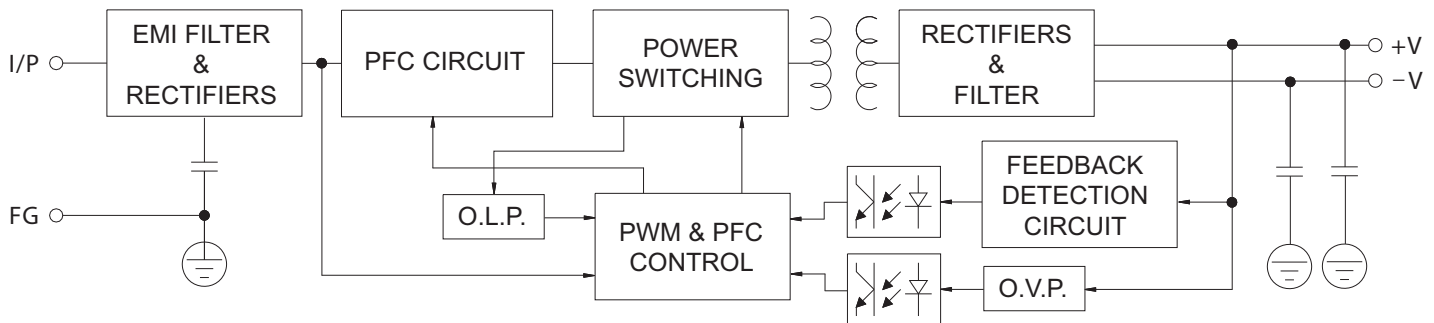 EMI FILTER
&
RECTIFIERS
I/P
PFC CIRCUIT
POWER
SWITCHING
RECTIFIERS
&
FILTER
+V
−V
FG
O.L.P.
PWM & PFC
CONTROL
FEEDBACK
DETECTION
CIRCUIT
O.V.P.